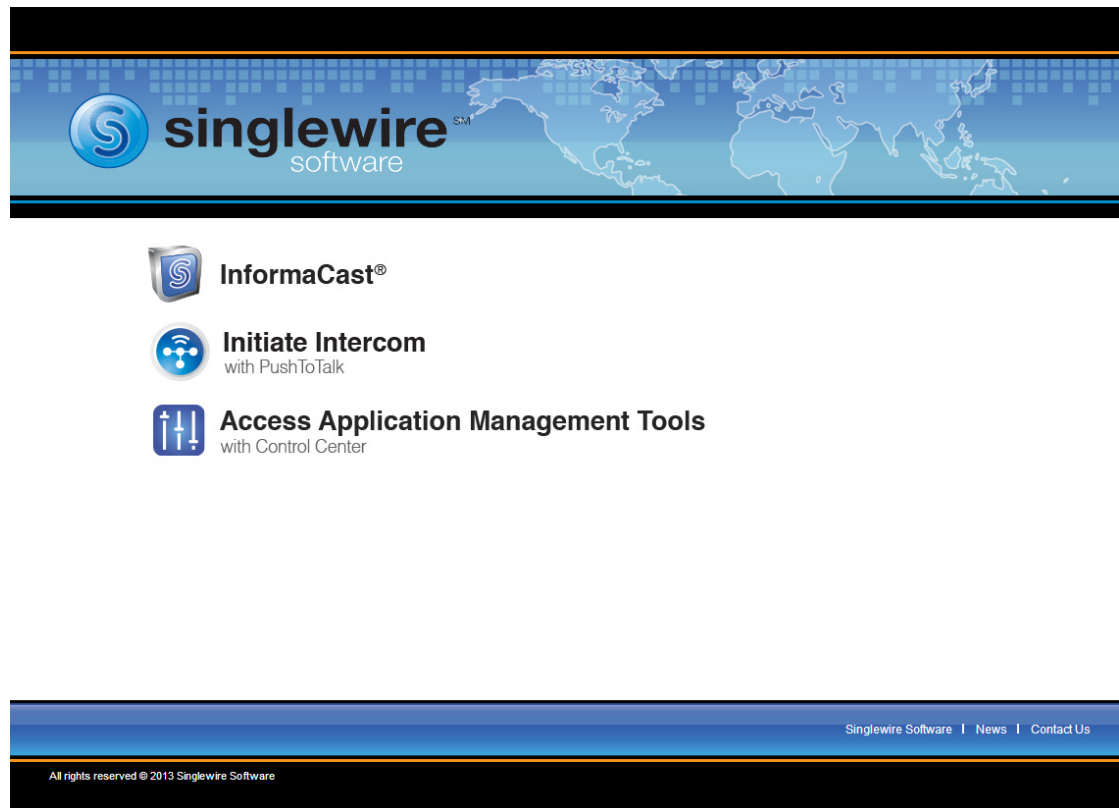 singlewire SM
software
InformaCast®
Initiate Intercom
with PushToTalk
Access Application Management Tools
with Control Center
Singlewire Software | News | Contact Us
All rights reserved © 2013 Singlewire Software